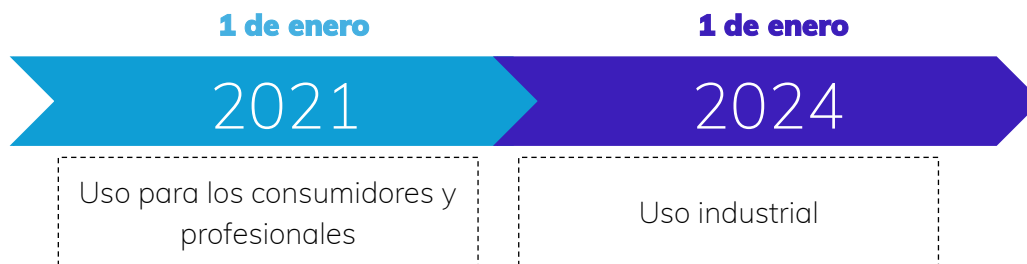 1 de enero
1 de enero
2021
2024
Uso para los consumidores y
profesionales
Uso industrial